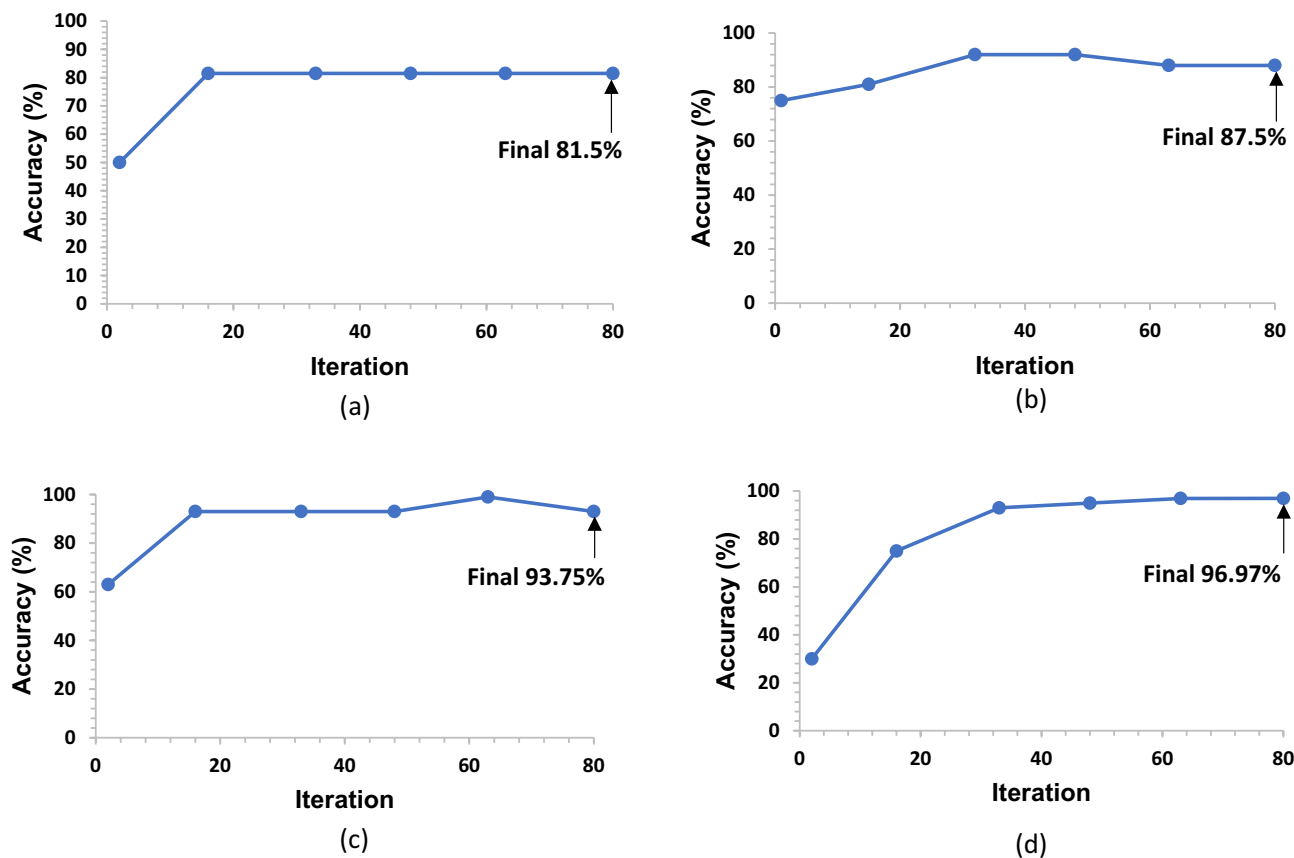 100
90
80
70
60
50
40
30
20
10
0
Accuracy (%)
Final 81.5%
0 20 40 60 80
Iteration
(a)
100
80
60
40
20
0
Accuracy (%)
Final 87.5%
0 20 40 60 80
Iteration
(b)
100
80
60
40
20
0
Accuracy (%)
Final 93.75%
0 20 40 60 80
Iteration
(c)
100
80
60
40
20
0
Accuracy (%)
Final 96.97%
0 20 40 60 80
Iteration
(d)